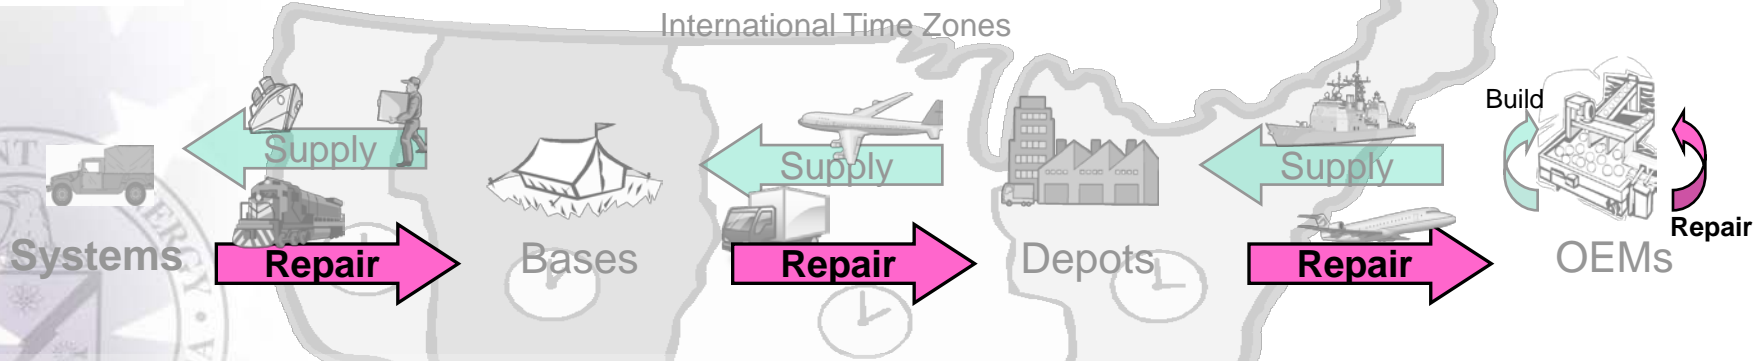 International Time Zones
Build
Supply
Supply
Supply
Repair
Systems
Repair
Bases
Repair
Depots
Repair
OEMs